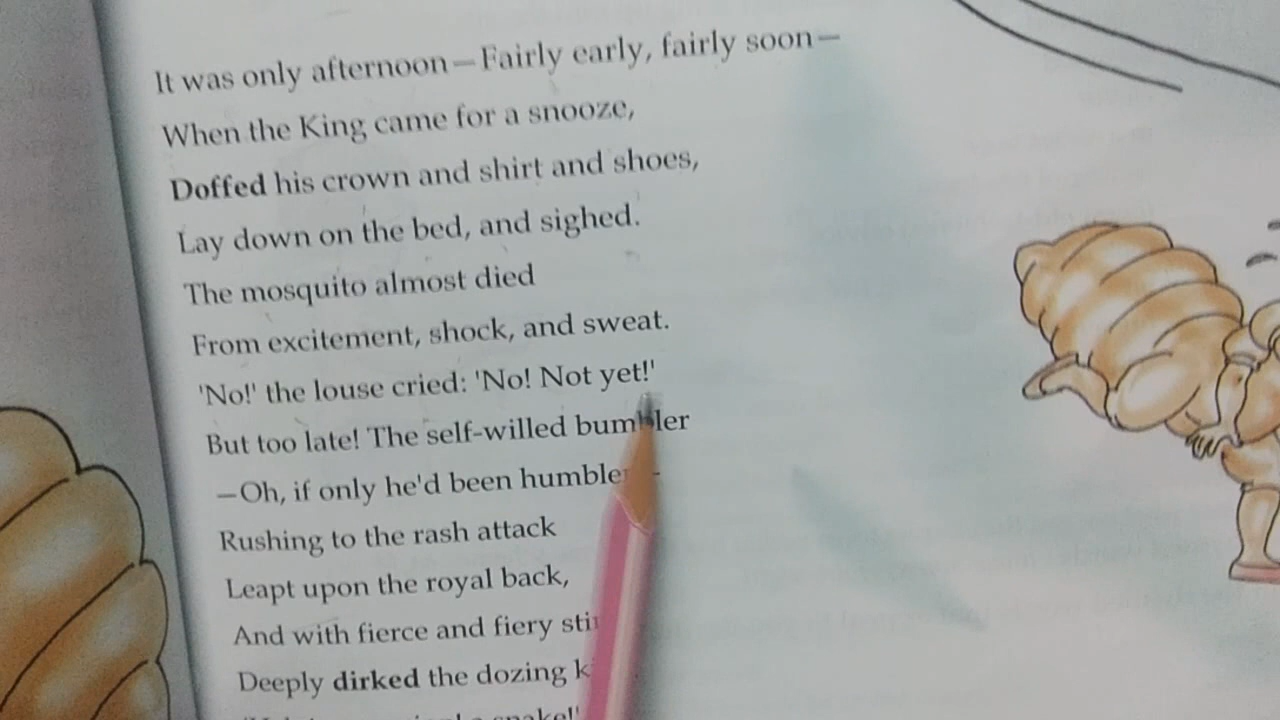 It was only afternoon—Fairly early, fairly soon—
When the King came for a snooze,
Doffed his crown and shirt and shoes,
Lay down on the bed, and sighed.
The mosquito almost died
From excitement, shock, and sweat.
'No!' the louse cried: 'No! Not yet!'
But too late! The self-willed bumbler
—Oh, if only he'd been humbler—
Rushing to the rash attack
Leapt upon the royal back,
And with fierce and fiery
Deeply dirked the dozing
snake!'